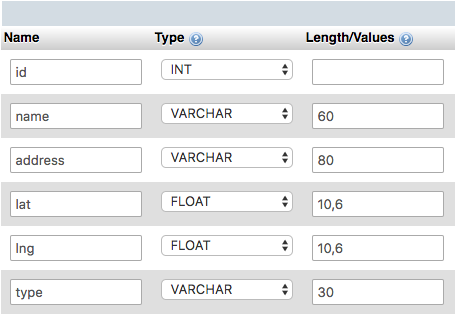 Name Type Length/Values
id INT
name VARCHAR 60
address VARCHAR 80
lat FLOAT 10,6
lng FLOAT 10,6
type VARCHAR 30